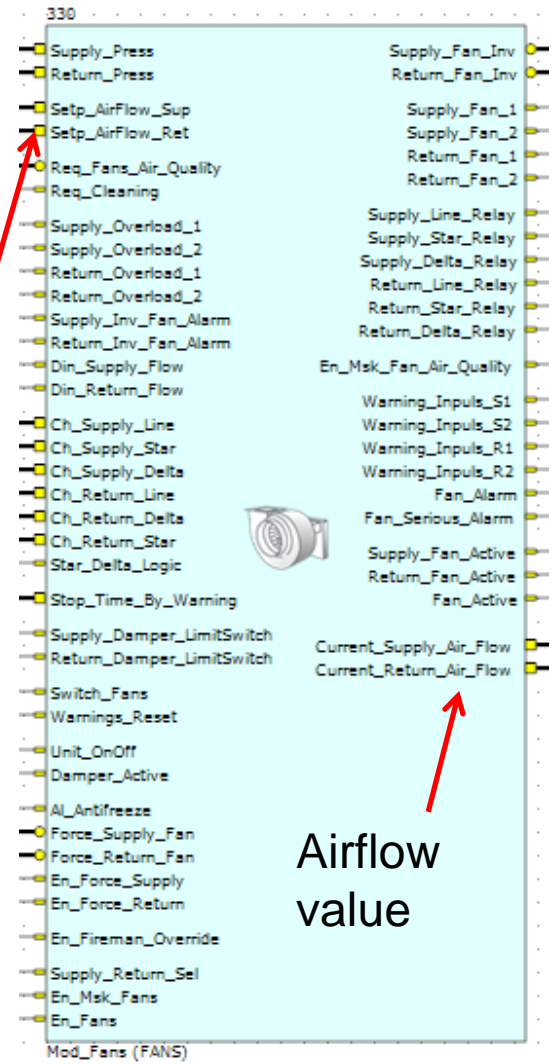 330
Supply_Press
Return_Press
Setp_AirFlow_Sup
Setp_AirFlow_Ret
Req_Fans_Air_Quality
Req_Cleaning
Supply_Overload_1
Supply_Overload_2
Return_Overload_1
Return_Overload_2
Supply_Inv_Fan_Alarm
Return_Inv_Fan_Alarm
Din_Supply_Flow
Din_Return_Flow
Ch_Supply_Line
Ch_Supply_Star
Ch_Supply_Delta
Ch_Return_Line
Ch_Return_Delta
Ch_Return_Star
Star_Delta_Logic
Stop_Time_By_Warning
Supply_Damper_LimitSwitch
Return_Damper_LimitSwitch
Switch_Fans
Warnings_Reset
Unit_OnOff
Damper_Active
Al_Antifreeze
Force_Supply_Fan
Force_Return_Fan
En_Force_Supply
En_Force_Return
En_Fireman_Override
Supply_Return_Sel
En_Msk_Fans
En_Fans
Supply_Fan_Inv
Return_Fan_Inv
Supply_Fan_1
Supply_Fan_2
Return_Fan_1
Return_Fan_2
Supply_Line_Relay
Supply_Star_Relay
Supply_Delta_Relay
Return_Line_Relay
Return_Star_Relay
Return_Delta_Relay
En_Msk_Fan_Air_Quality
Warning_Inpuls_S1
Warning_Inpuls_S2
Warning_Inpuls_R1
Warning_Inpuls_R2
Fan_Alarm
Fan_Serious_Alarm
Supply_Fan_Active
Return_Fan_Active
Fan_Active
Current_Supply_Air_Flow
Current_Return_Air_Flow
Airflow
value
Mod_Fans (FANS)